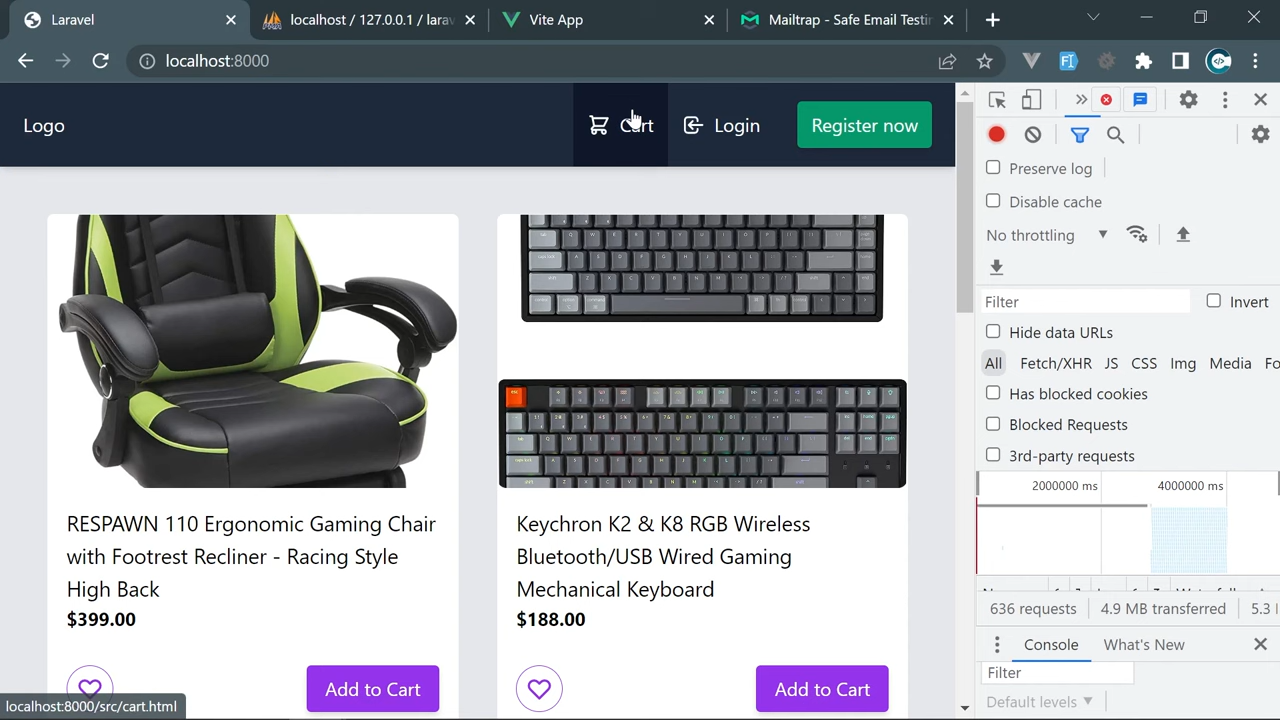 Laravel
localhost / 127.0.0.1 / larav
Vite App
Mailtrap - Safe Email Testin
localhost:8000
Logo
Cart
Login
Register now
RESPAWN 110 Ergonomic Gaming Chair
with Footrest Recliner - Racing Style
High Back
$399.00
Add to Cart
Keychron K2 & K8 RGB Wireless
Bluetooth/USB Wired Gaming
Mechanical Keyboard
$188.00
Add to Cart
localhost:8000/src/cart.html
Preserve log
Disable cache
No throttling
Filter
Invert
Hide data URLs
All Fetch/XHR JS CSS Img Media Fo
Has blocked cookies
Blocked Requests
3rd-party requests
2000000 ms
4000000 ms
636 requests
4.9 MB transferred
5.3
Console
What's New
Filter
Default levels